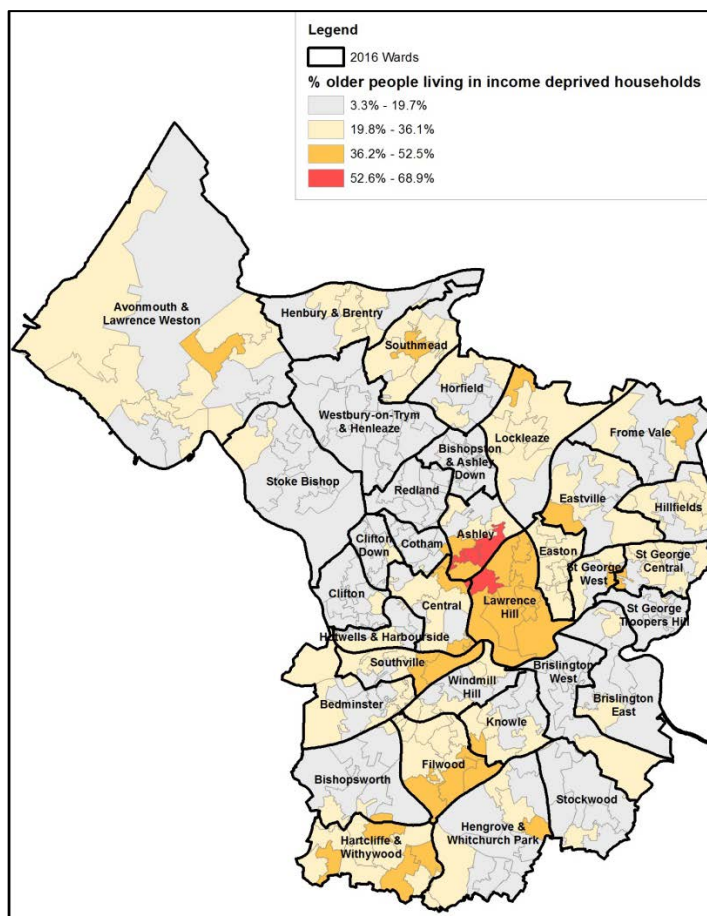 Legend
2016 Wards
% older people living in income deprived households
3.3% - 19.7%
19.8% - 36.1%
36.2% - 52.5%
52.6% - 68.9%
Avonmouth &
Lawrence Weston
Henbury & Brentry
Southmead
Horfield
Westbury-on-Trym
& Henleaze
Lockleaze
Frome Vale
Bishopston
& Ashley
Down
Stoke Bishop
Redland
Eastville
Hillfields
Ashley
Clifton
Down
Cotham
Easton
St George
West
St George
Central
Clifton
Central
Lawrence
Hill
St George
Troopers Hill
Hotwells & Harbourside
Southville
Brislington
West
Windmill
Hill
Brislington
East
Bedminster
Knowle
Filwood
Bishopsworth
Stockwood
Hengrove &
Whitchurch Park
Hartcliffe &
Withywood